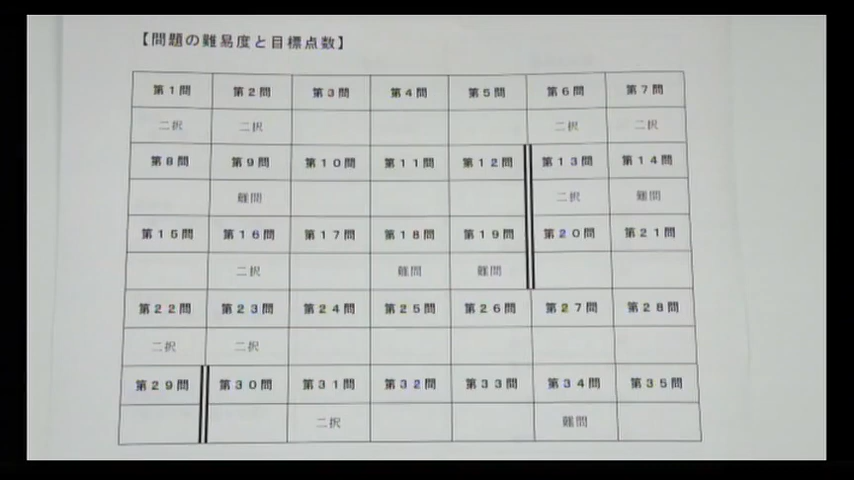 【問題の難易度と目標点数】
第1問 第2問 第3問 第4問 第5問 第6問 第7問
二択 二択 二択 二択
第8問 第9問 第10問 第11問 第12問 第13問 第14問
難問 二択 難問
第15問 第16問 第17問 第18問 第19問 第20問 第21問
二択 難問 難問
第22問 第23問 第24問 第25問 第26問 第27問 第28問
二択 二択
第29問 第30問 第31問 第32問 第33問 第34問 第35問
二択 難問